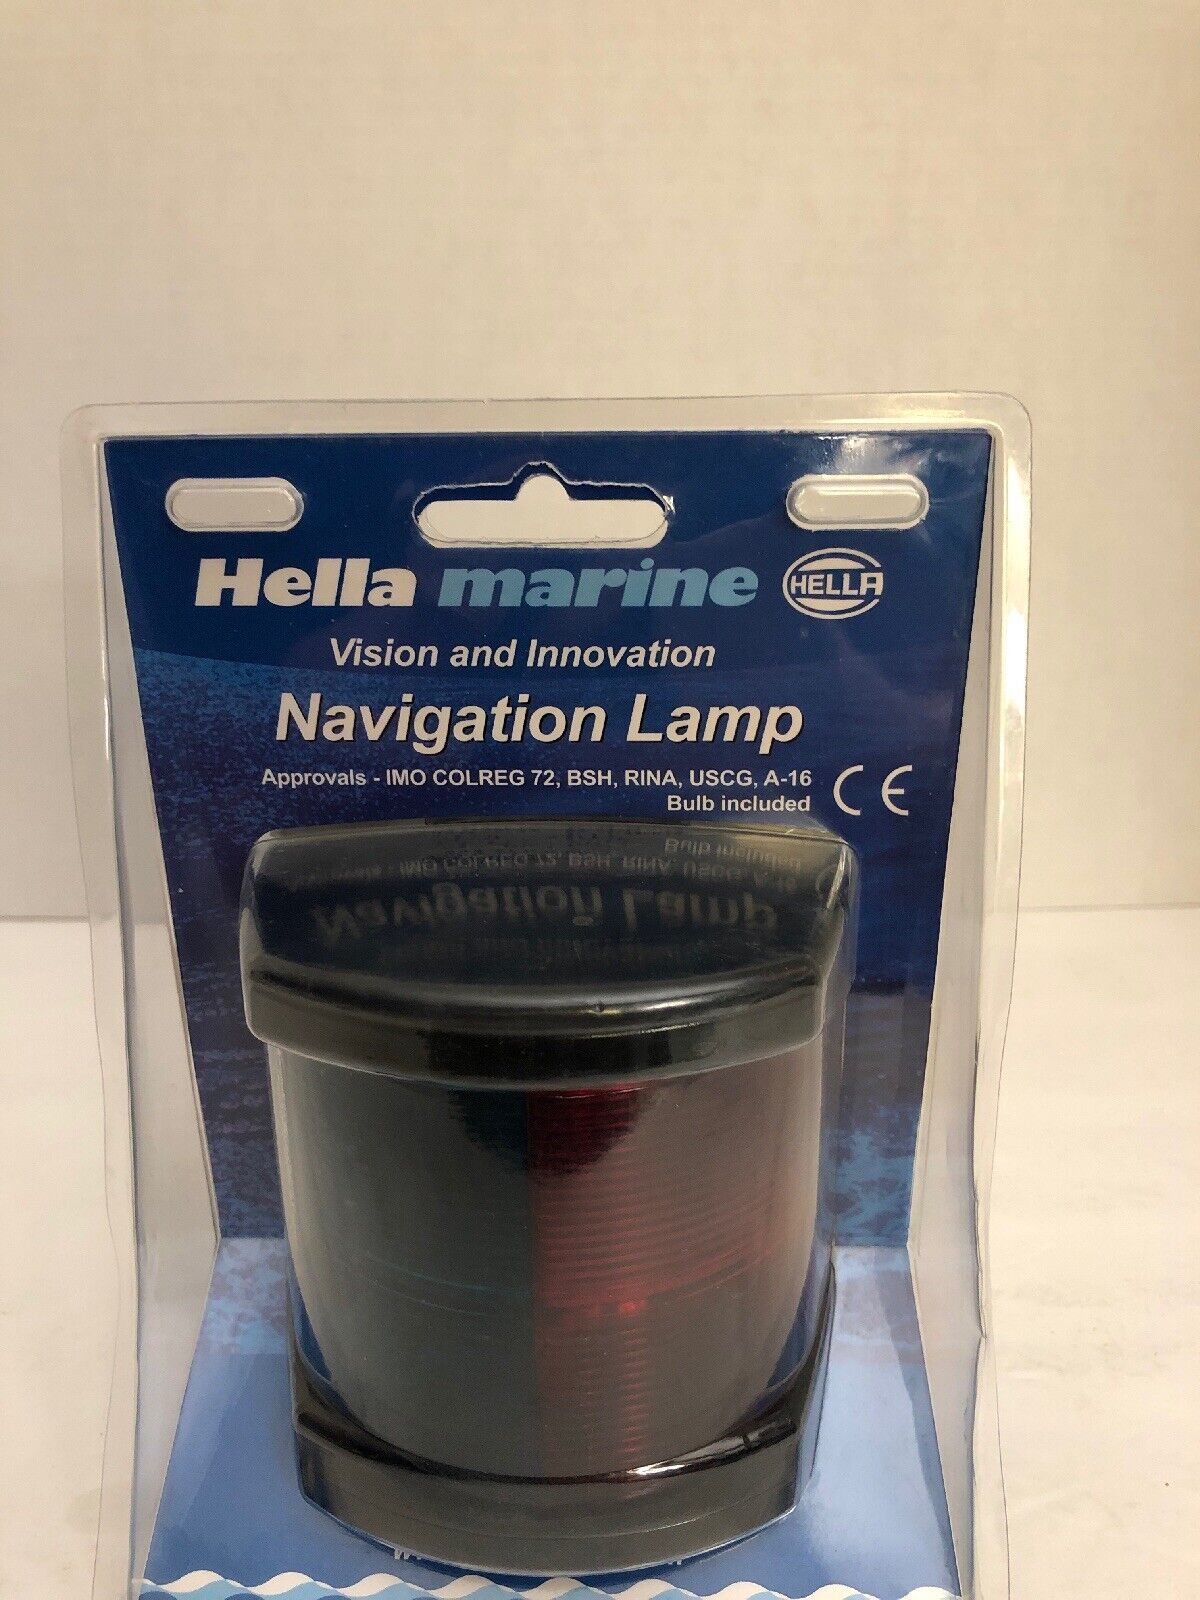 Hella marine HELLA
Vision and Innovation
Navigation Lamp
Approvals - IMO COLREG 72, BSH, RINA, USCG, A-16
Bulb included CE